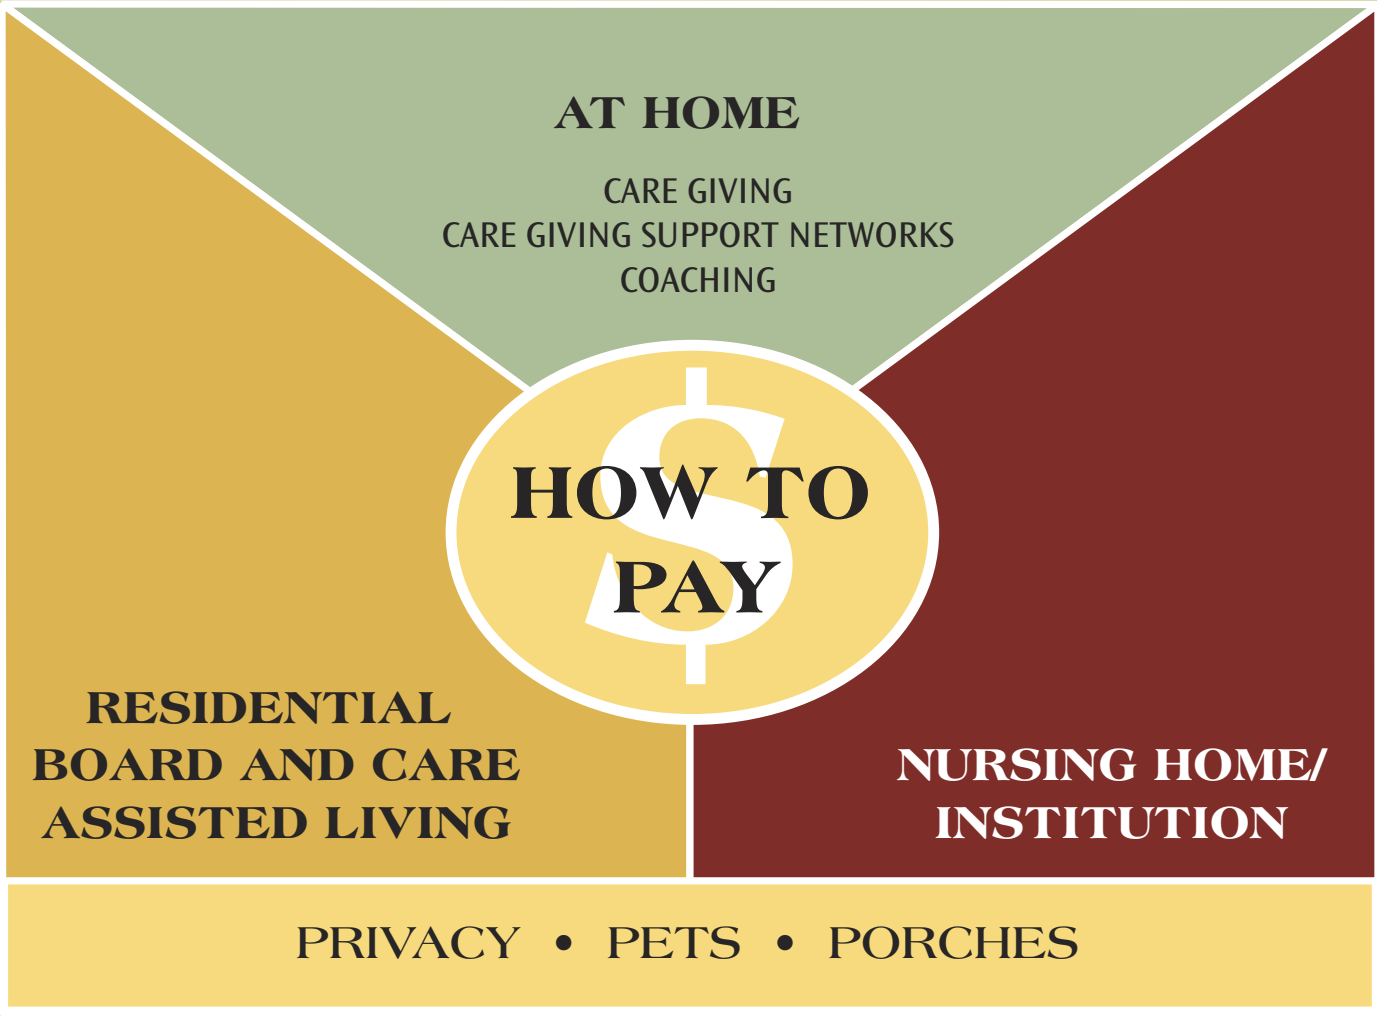 AT HOME
CARE GIVING
CARE GIVING SUPPORT NETWORKS
COACHING
$
HOW TO
PAY
RESIDENTIAL
BOARD AND CARE
ASSISTED LIVING
NURSING HOME/
INSTITUTION
PRIVACY • PETS • PORCHES